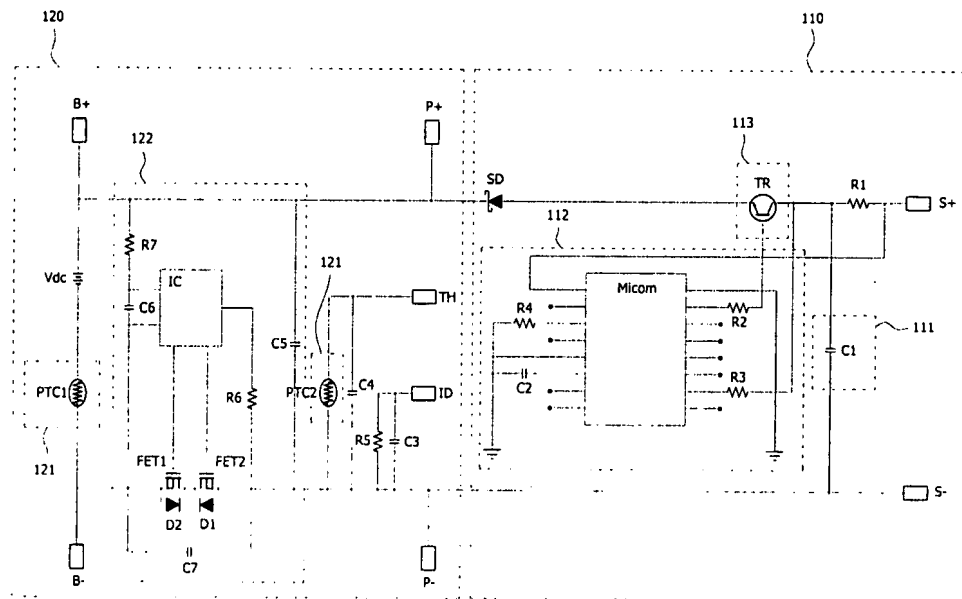 120
110
B+
P+
122
113
SD
TR
R1
S+
R7
112
Vdc
IC
121
Micom
C6
TH
R4
R2
111
C5
C1
PTC1
R6
PTC2
C4
ID
C2
R3
R5
C3
121
FET1
FET2
S-
D2
D1
C7
B-
P-